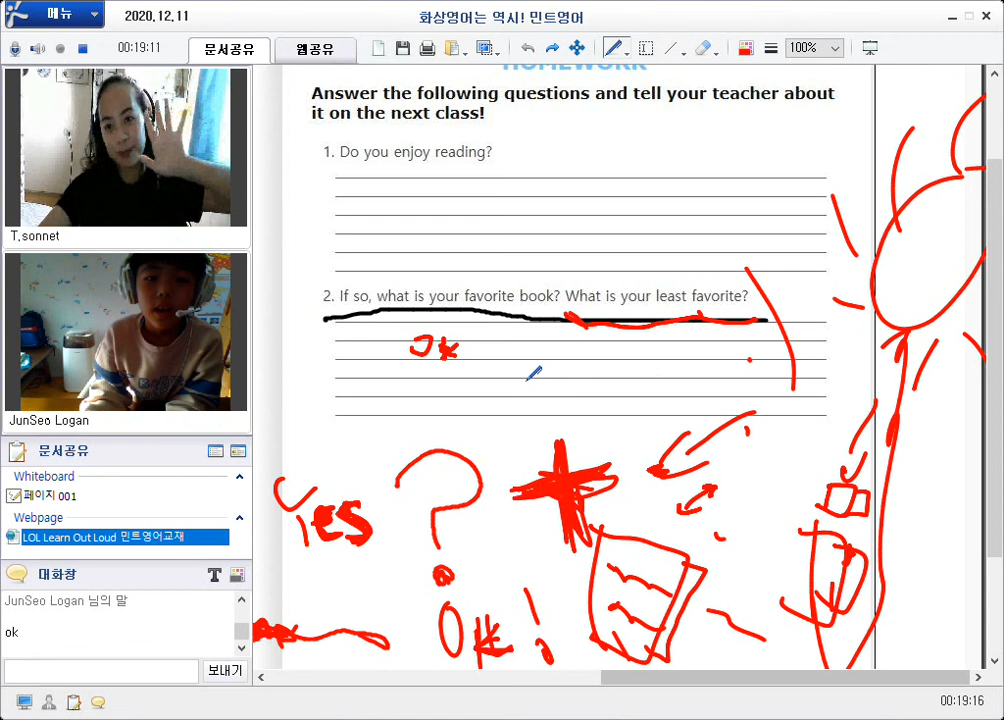 메뉴
2020.12.11
화상영어는 역시! 민트영어
00:19:11
문서공유
웹공유
100%
HOMEWORK
Answer the following questions and tell your teacher about
it on the next class!
1. Do you enjoy reading?
2. If so, what is your favorite book? What is your least favorite?
Ok
T.sonnet
JunSeo Logan
문서공유
Whiteboard
페이지 001
Webpage
LOL Learn Out Loud 민트영어교재
대화창
T
JunSeo Logan 님의 말
ok
보내기
yES
?
Ok!
00:19:16